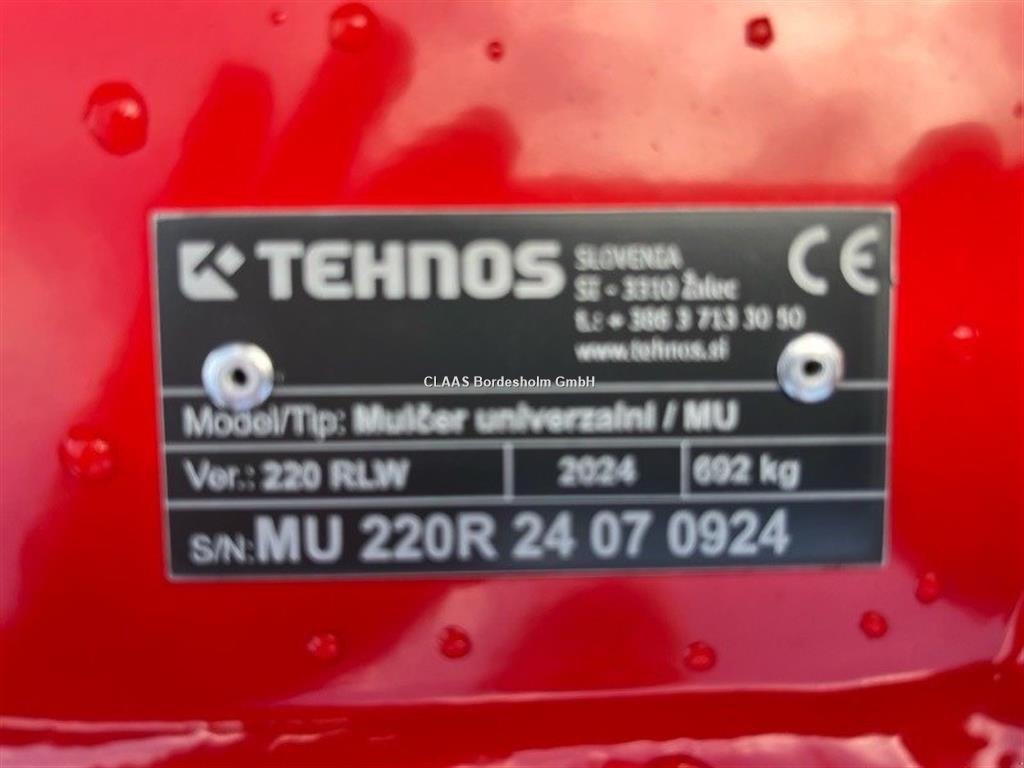 TEHNOS
SLOVENIA
SI - 3310 Žalec
t.: + 386 3 713 30 50
www.tehnos.si
CE
CLAAS Bordesholm GmbH
Model/Tip: Mulčer univerzalni / MU
Ver.: 220 RLW 2024 692 kg
S/N: MU 220R 24 07 0924